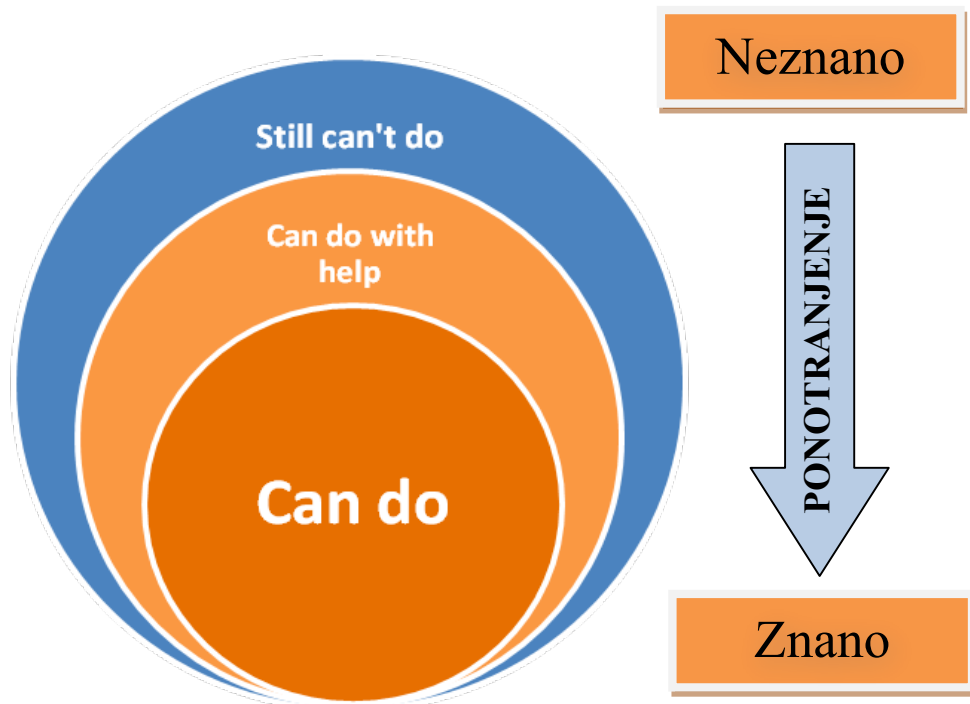 Neznano
Still can't do
Can do with
help
Can do
PONOTRANJENJE
Znano